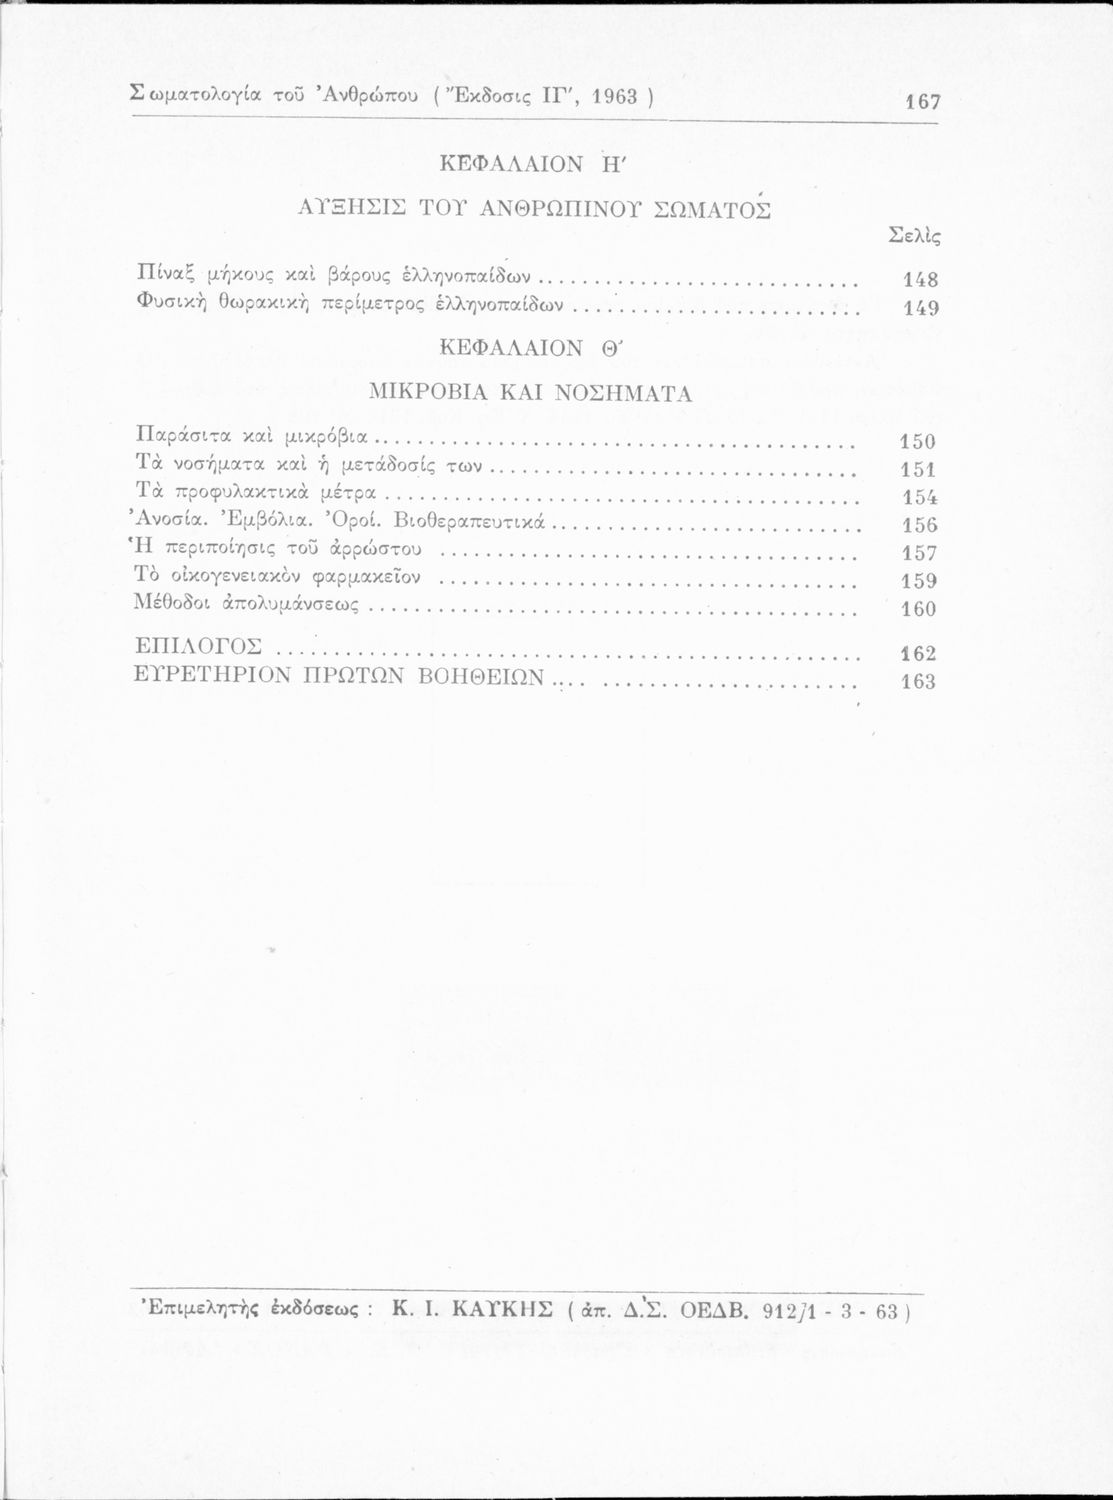 Σωματολογία τοῦ Ἀνθρώπου ( Ἔκδοσις ΙΓ', 1963 ) 167
ΚΕΦΑΛΑΙΟΝ Η'
ΑΥΞΗΣΙΣ ΤΟΥ ΑΝΘΡΩΠΙΝΟΥ ΣΩΜΑΤΟΣ
Σελὶς
Πίναξ μήκους καὶ βάρους ἑλληνοπαίδων .............................. 148
Φυσικὴ θωρακικὴ περίμετρος ἑλληνοπαίδων .......................... 149
ΚΕΦΑΛΑΙΟΝ Θ'
ΜΙΚΡΟΒΙΑ ΚΑΙ ΝΟΣΗΜΑΤΑ
Παράσιτα καὶ μικρόβια .............................. 150
Τὰ νοσήματα καὶ ἡ μετάδοσίς των .............................. 151
Τὰ προφυλακτικὰ μέτρα .............................. 154
Ἀνοσία. Ἐμβόλια. Ὀροί. Βιοθεραπευτικά .............................. 156
Ἡ περιποίησις τοῦ ἀρρώστου .............................. 157
Τὸ οἰκογενειακὸν φαρμακεῖον .............................. 159
Μέθοδοι ἀπολυμάνσεως .............................. 160
ΕΠΙΛΟΓΟΣ .............................. 162
ΕΥΡΕΤΗΡΙΟΝ ΠΡΩΤΩΝ ΒΟΗΘΕΙΩΝ .............................. 163
Ἐπιμελητὴς ἐκδόσεως : Κ. Ι. ΚΑΥΚΗΣ ( ἀπ. Δ.Σ. ΟΕΔΒ. 912/1 - 3 - 63 )